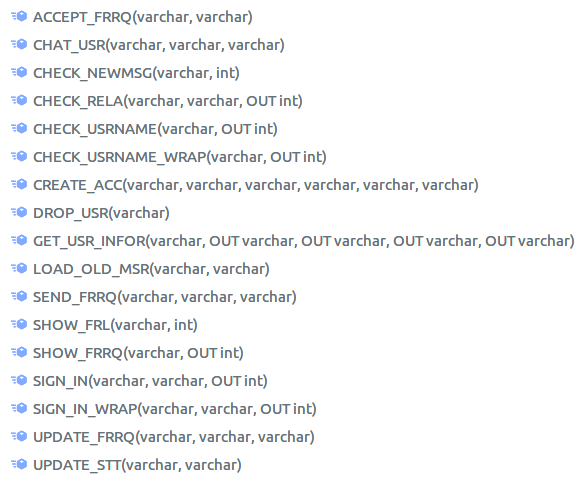 ACCEPT_FRRQ(varchar, varchar)
CHAT_USR(varchar, varchar, varchar)
CHECK_NEWMSG(varchar, int)
CHECK_RELA(varchar, varchar, OUT int)
CHECK_USRNAME(varchar, OUT int)
CHECK_USRNAME_WRAP(varchar, OUT int)
CREATE_ACC(varchar, varchar, varchar, varchar, varchar, varchar)
DROP_USR(varchar)
GET_USR_INFOR(varchar, OUT varchar, OUT varchar, OUT varchar, OUT varchar)
LOAD_OLD_MSR(varchar, varchar)
SEND_FRRQ(varchar, varchar, varchar)
SHOW_FRL(varchar, int)
SHOW_FRRQ(varchar, OUT int)
SIGN_IN(varchar, varchar, OUT int)
SIGN_IN_WRAP(varchar, varchar, OUT int)
UPDATE_FRRQ(varchar, varchar, varchar)
UPDATE_STT(varchar, varchar)